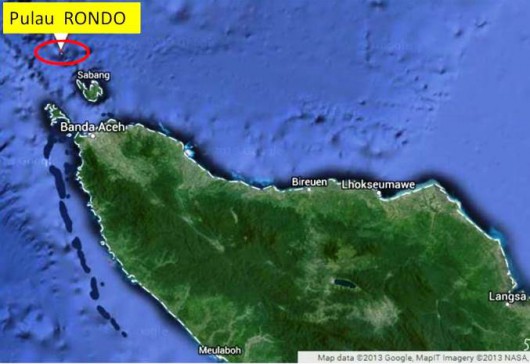 Pulau RONDO
Sabang
Banda Aceh
Bireuen
Lhokseumawe
Langsa
Meulaboh
Map data ©2013 Google, MapIT Imagery ©2013 NASA,